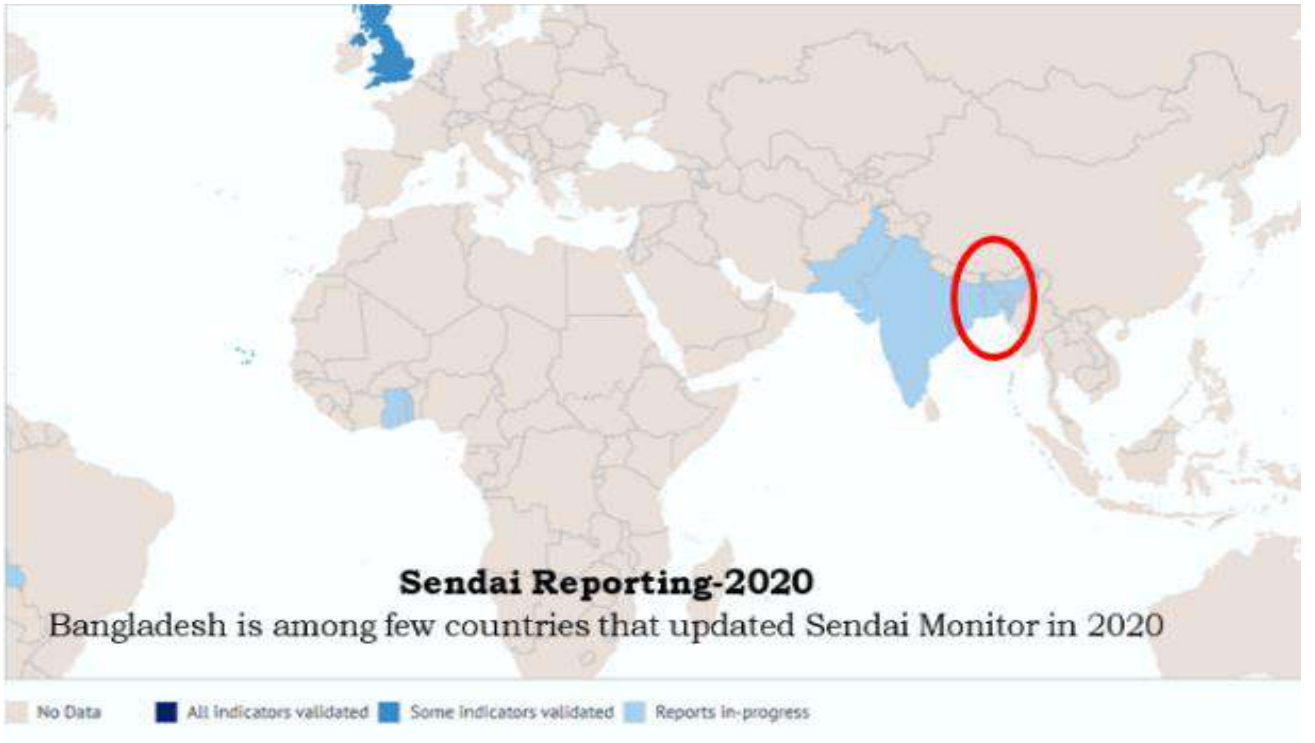 Sendai Reporting-2020
Bangladesh is among few countries that updated Sendai Monitor in 2020
No Data All indicators validated Some indicators validated Reports in-progress